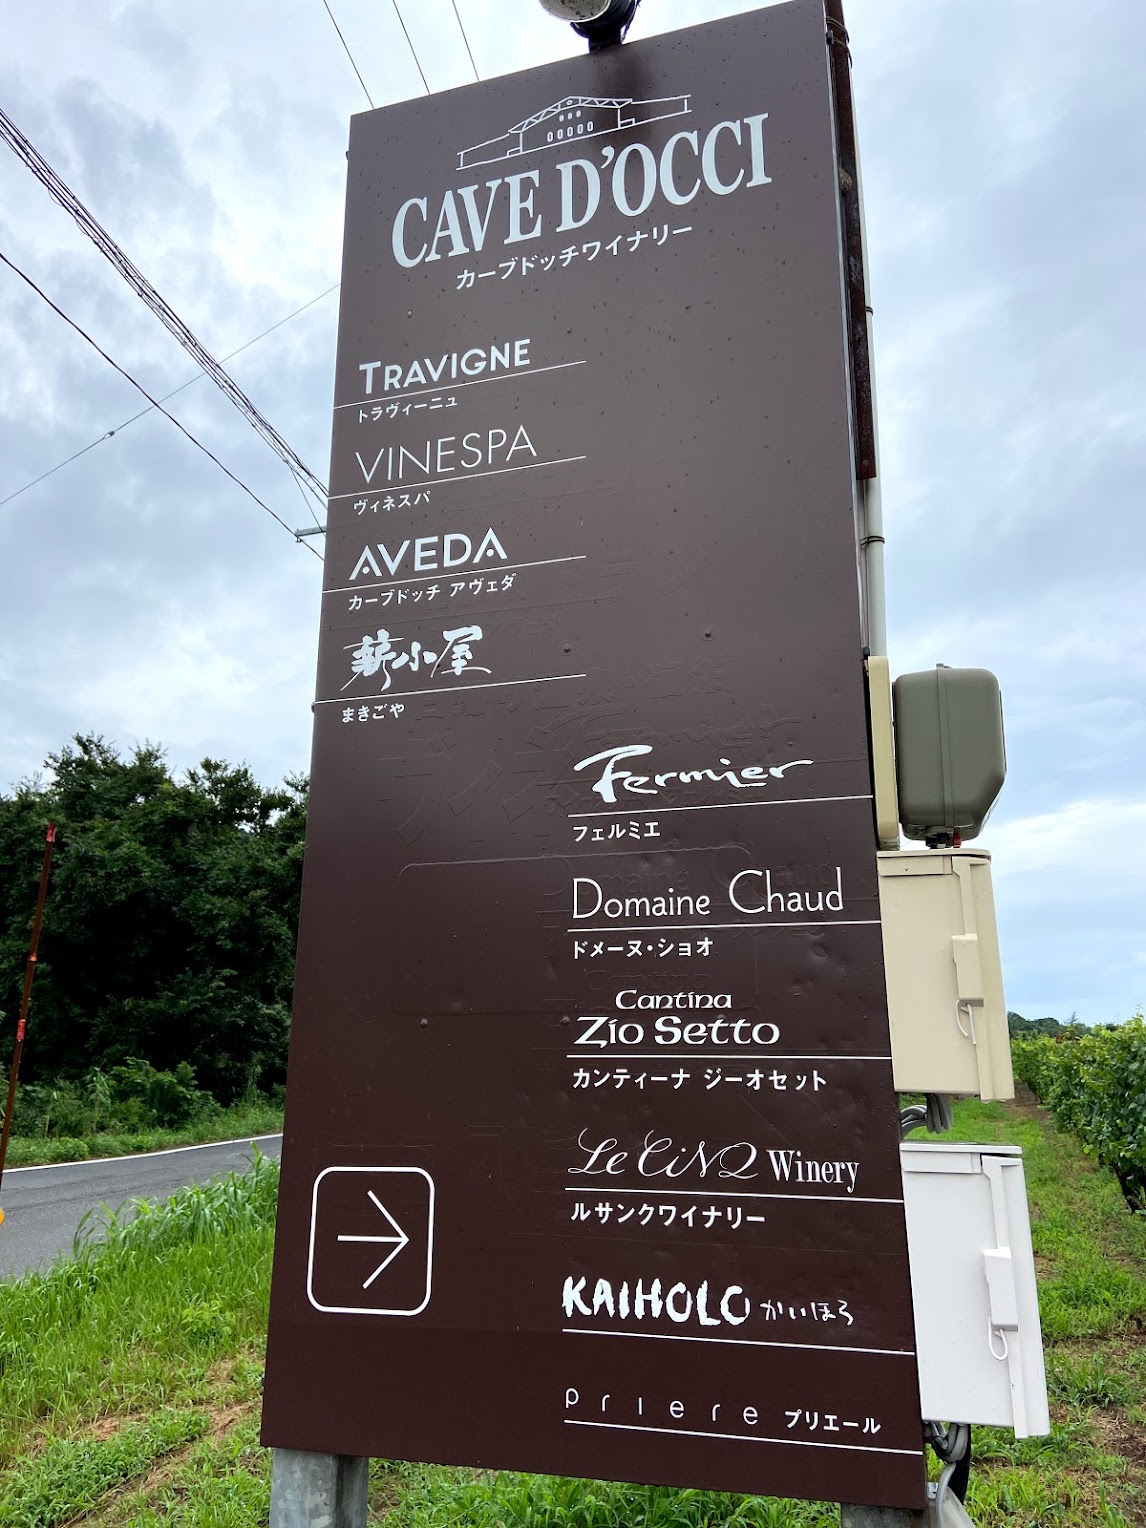 CAVE D'OCCI
カーブドッチワイナリー
TRAVIGNE
トラヴィーニュ
VINESPA
ヴィネスパ
AVEDA
カーブドッチ アヴェダ
薪小屋
まきごや
Fermier
フェルミエ
Domaine Chaud
ドメーヌ・ショオ
Cantina
Zio Setto
カンティーナ ジーオセット
Le CiNQ Winery
ルサンクワイナリー
KAIHOLO かいほろ
priere プリエール